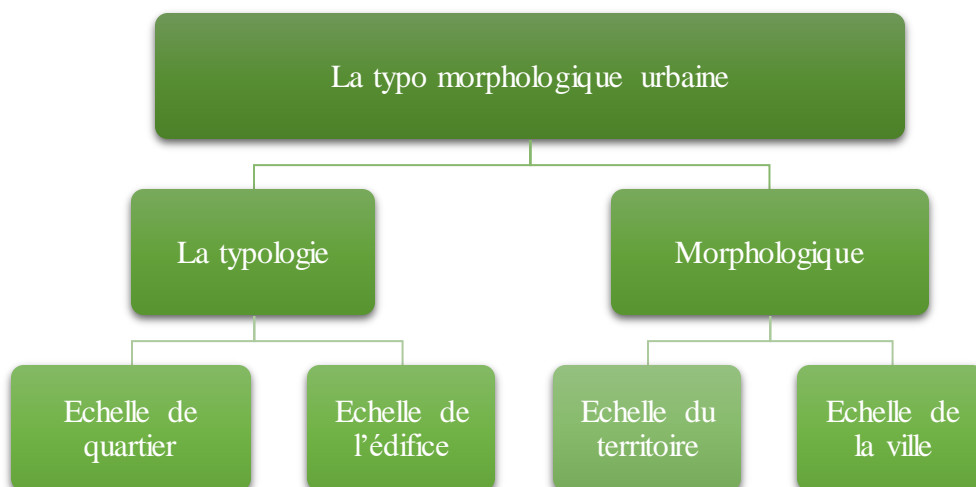 La typo morphologique urbaine
La typologie
Morphologique
Echelle de
quartier
Echelle de
l’édifice
Echelle du
territoire
Echelle de
la ville